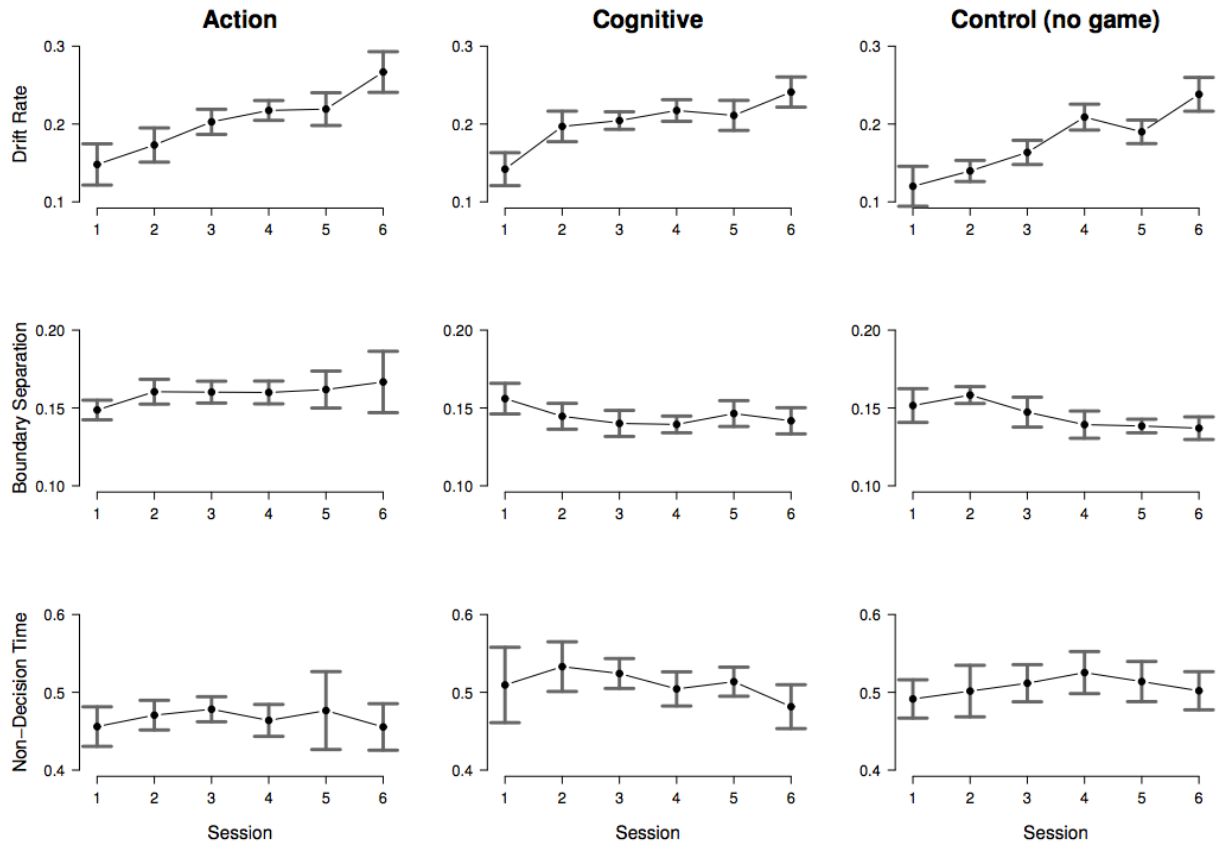 Action Cognitive Control (no game)
Drift Rate
0.3 0.3 0.3
0.2 0.2 0.2
0.1 0.1 0.1
1 2 3 4 5 6 1 2 3 4 5 6 1 2 3 4 5 6
Boundary Separation
0.20 0.20 0.20
0.15 0.15 0.15
0.10 0.10 0.10
1 2 3 4 5 6 1 2 3 4 5 6 1 2 3 4 5 6
Non−Decision Time
0.6 0.6 0.6
0.5 0.5 0.5
0.4 0.4 0.4
1 2 3 4 5 6 1 2 3 4 5 6 1 2 3 4 5 6
Session Session Session